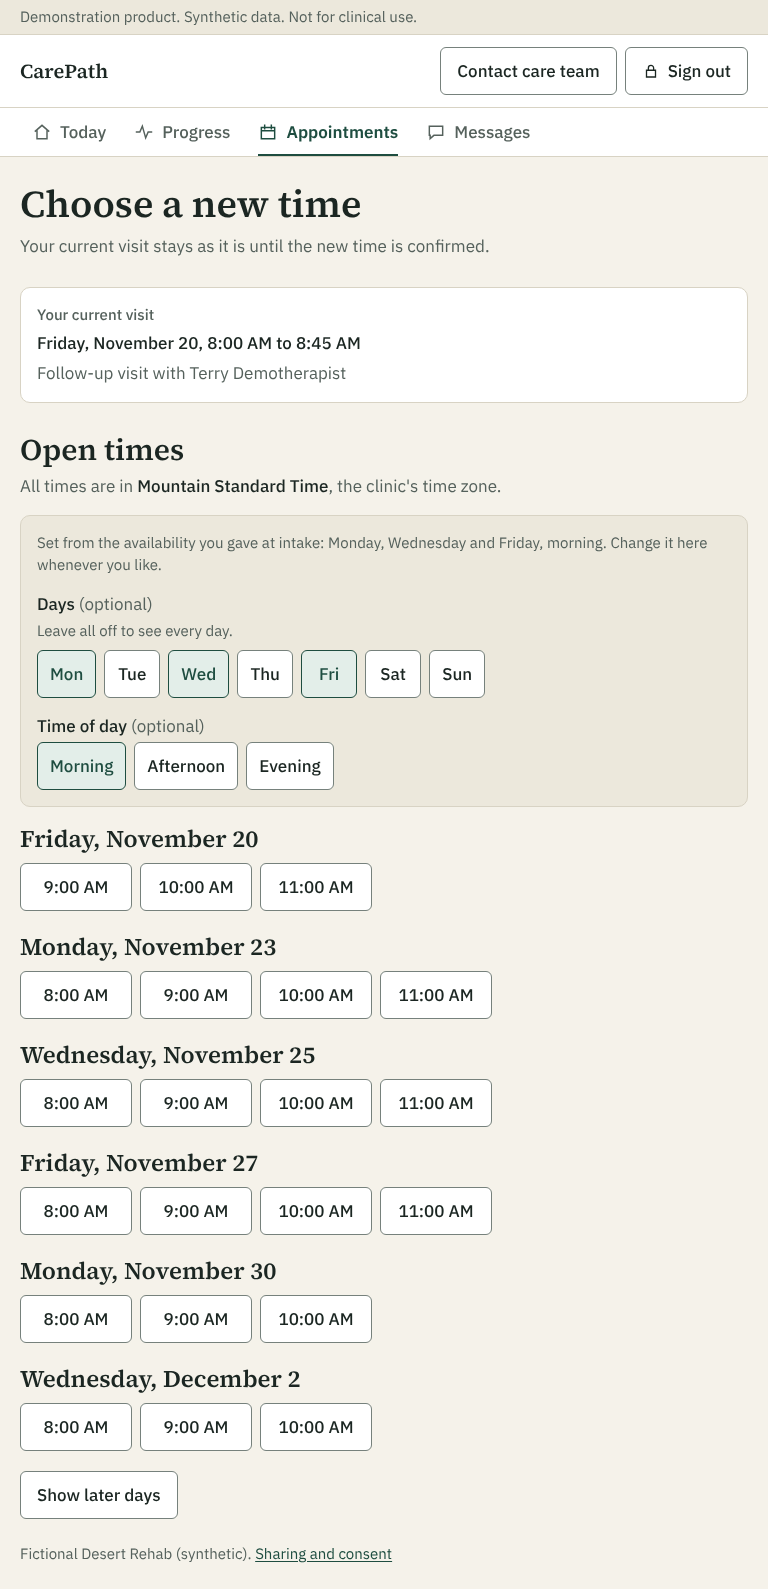 Demonstration product. Synthetic data. Not for clinical use.
CarePath
Contact care team
Sign out
Today
Progress
Appointments
Messages
Choose a new time
Your current visit stays as it is until the new time is confirmed.
Your current visit
Friday, November 20, 8:00 AM to 8:45 AM
Follow-up visit with Terry Demotherapist
Open times
All times are in Mountain Standard Time, the clinic's time zone.
Set from the availability you gave at intake: Monday, Wednesday and Friday, morning. Change it here
whenever you like.
Days (optional)
Leave all off to see every day.
Mon Tue Wed Thu Fri Sat Sun
Time of day (optional)
Morning Afternoon Evening
Friday, November 20
9:00 AM 10:00 AM 11:00 AM
Monday, November 23
8:00 AM 9:00 AM 10:00 AM 11:00 AM
Wednesday, November 25
8:00 AM 9:00 AM 10:00 AM 11:00 AM
Friday, November 27
8:00 AM 9:00 AM 10:00 AM 11:00 AM
Monday, November 30
8:00 AM 9:00 AM 10:00 AM
Wednesday, December 2
8:00 AM 9:00 AM 10:00 AM
Show later days
Fictional Desert Rehab (synthetic). Sharing and consent